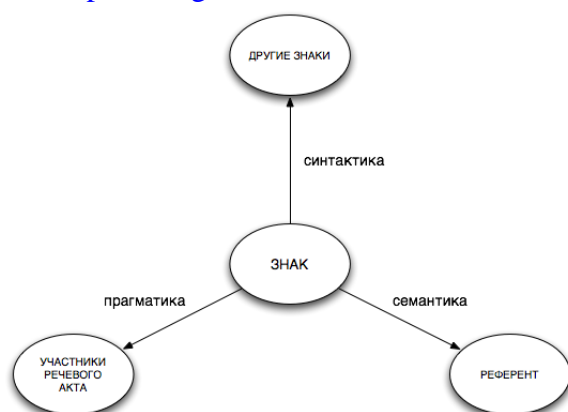 ДРУГИЕ ЗНАКИ
синтактика
ЗНАК
прагматика
семантика
УЧАСТНИКИ
РЕЧЕВОГО
АКТА
РЕФЕРЕНТ